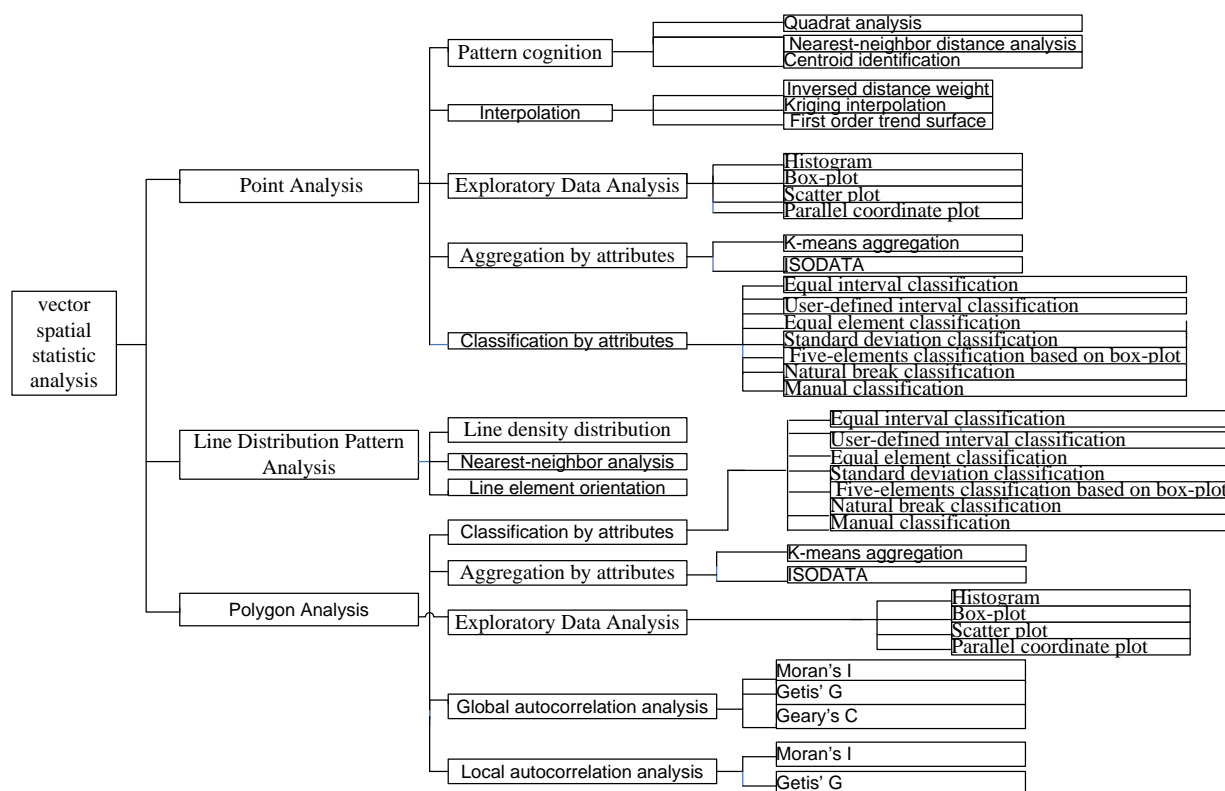 vector
spatial
statistic
analysis
Point Analysis
Pattern cognition
Quadrat analysis
Nearest-neighbor distance analysis
Centroid identification
Interpolation
Inversed distance weight
Kriging interpolation
First order trend surface
Exploratory Data Analysis
Histogram
Box-plot
Scatter plot
Parallel coordinate plot
Aggregation by attributes
K-means aggregation
ISODATA
Classification by attributes
Equal interval classification
User-defined interval classification
Equal element classification
Standard deviation classification
Five-elements classification based on box-plot
Natural break classification
Manual classification
Line Distribution Pattern
Analysis
Line density distribution
Nearest-neighbor analysis
Line element orientation
Polygon Analysis
Classification by attributes
Equal interval classification
User-defined interval classification
Equal element classification
Standard deviation classification
Five-elements classification based on box-plot
Natural break classification
Manual classification
Aggregation by attributes
K-means aggregation
ISODATA
Exploratory Data Analysis
Histogram
Box-plot
Scatter plot
Parallel coordinate plot
Global autocorrelation analysis
Moran's I
Getis' G
Geary's C
Local autocorrelation analysis
Moran's I
Getis' G